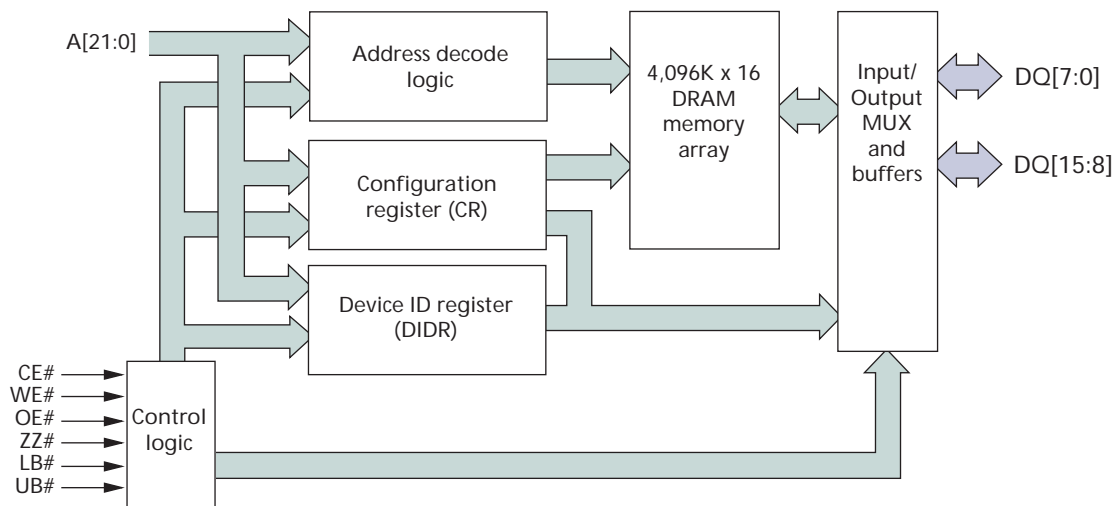 A[21:0]
Address decode
logic
4,096K x 16
DRAM
memory
array
Input/
Output
MUX
and
buffers
DQ[7:0]
DQ[15:8]
Configuration
register (CR)
Device ID register
(DIDR)
CE#
WE#
OE#
ZZ#
LB#
UB#
Control
logic